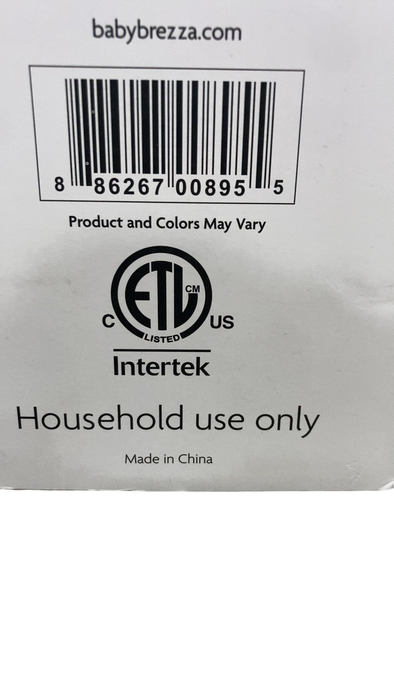 babybrezza.com
8 86267 00895 5
Product and Colors May Vary
ETL CM
C US
LISTED
Intertek
Household use only
Made in China